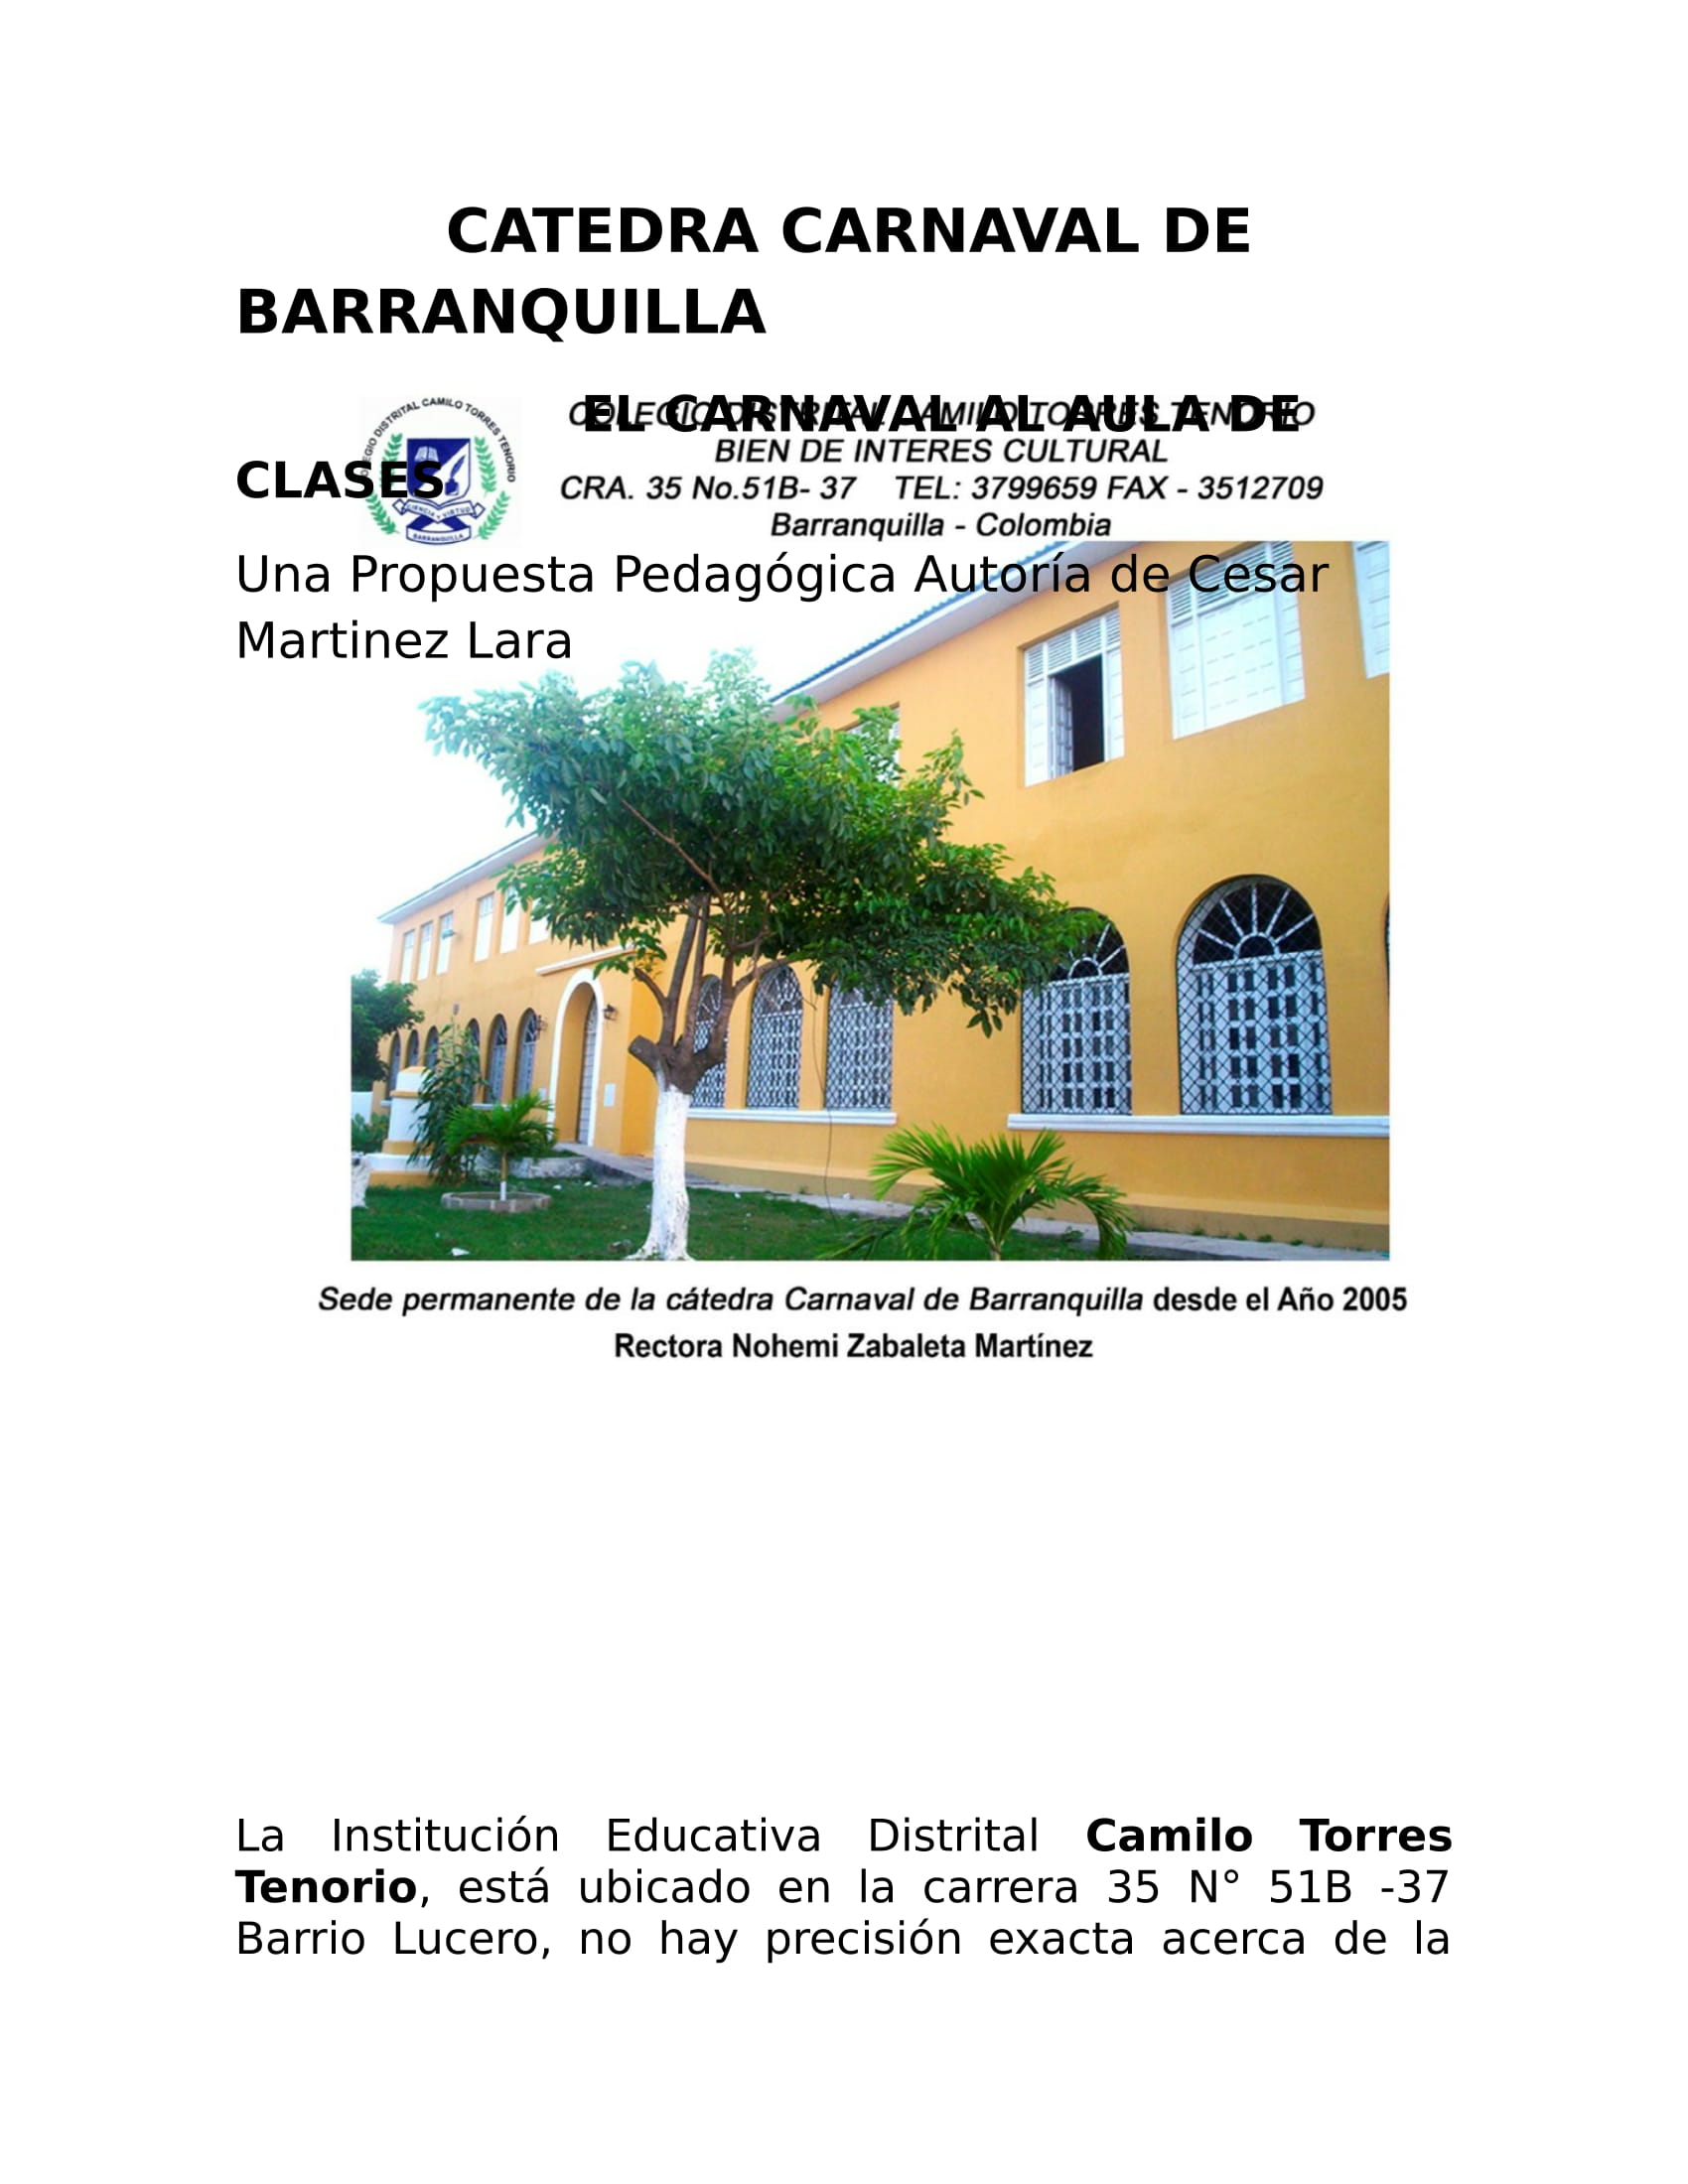 CATEDRA CARNAVAL DE
BARRANQUILLA
EL CARNAVAL AL AULA DE
CLASES
COLEGIO DISTRITAL CAMILO TORRES TENORIO
COLEGIO DISTRITAL CAMILO TORRES TENORIO
BIEN DE INTERES CULTURAL
CRA. 35 No.51B- 37 TEL: 3799659 FAX - 3512709
Barranquilla - Colombia
CIENCIA Y VIRTUD
BARRANQUILLA
Una Propuesta Pedagógica Autoría de Cesar
Martinez Lara
Sede permanente de la cátedra Carnaval de Barranquilla desde el Año 2005
Rectora Nohemi Zabaleta Martínez
La Institución Educativa Distrital Camilo Torres
Tenorio, está ubicado en la carrera 35 N° 51B -37
Barrio Lucero, no hay precisión exacta acerca de la